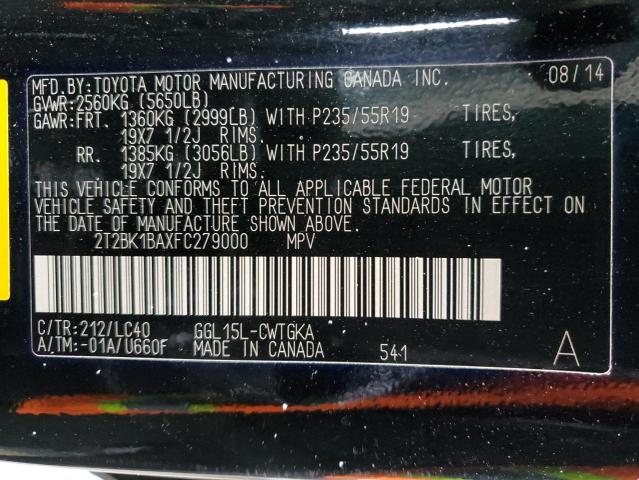 MFD.BY:TOYOTA MOTOR MANUFACTURING CANADA INC. 08/14
GVWR:2560KG (5650LB)
GAWR:FRT. 1360KG (2999LB) WITH P235/55R19 TIRES,
19X7 1/2J RIMS.
RR. 1385KG (3056LB) WITH P235/55R19 TIRES,
19X7 1/2J RIMS.
THIS VEHICLE CONFORMS TO ALL APPLICABLE FEDERAL MOTOR
VEHICLE SAFETY AND THEFT PREVENTION STANDARDS IN EFFECT ON
THE DATE OF MANUFACTURE SHOWN ABOVE.
2T2BK1BAXFC279000 MPV
C/TR:212/LC40 GGL15L-CWTGKA
A/TM:-01A/U660F MADE IN CANADA 541 A